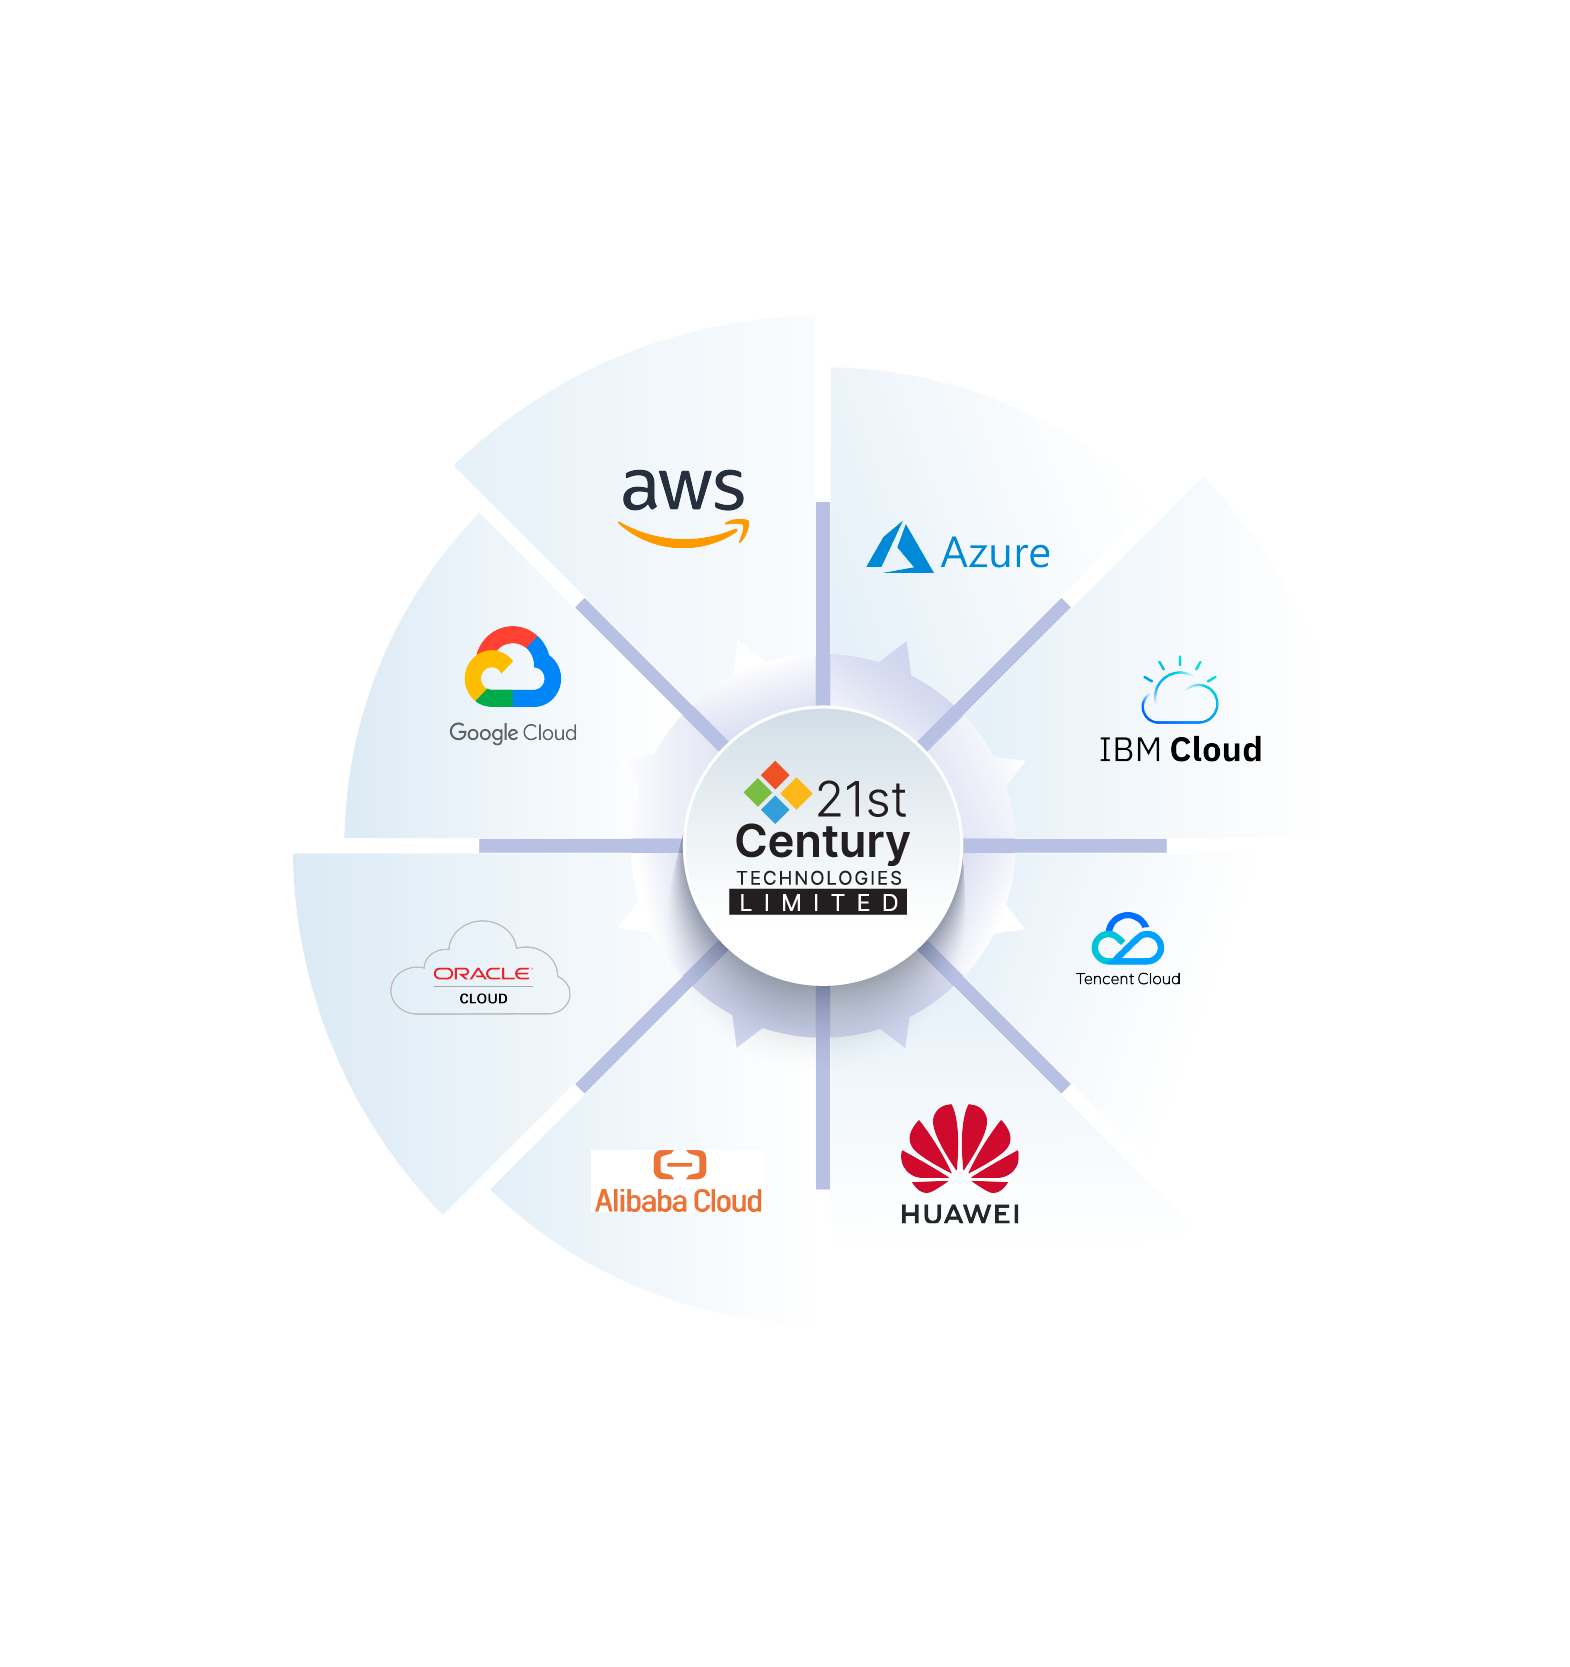 aws
Azure
Google Cloud
IBM Cloud
21st
Century
TECHNOLOGIES
LIMITED
ORACLE
CLOUD
Tencent Cloud
Alibaba Cloud
HUAWEI